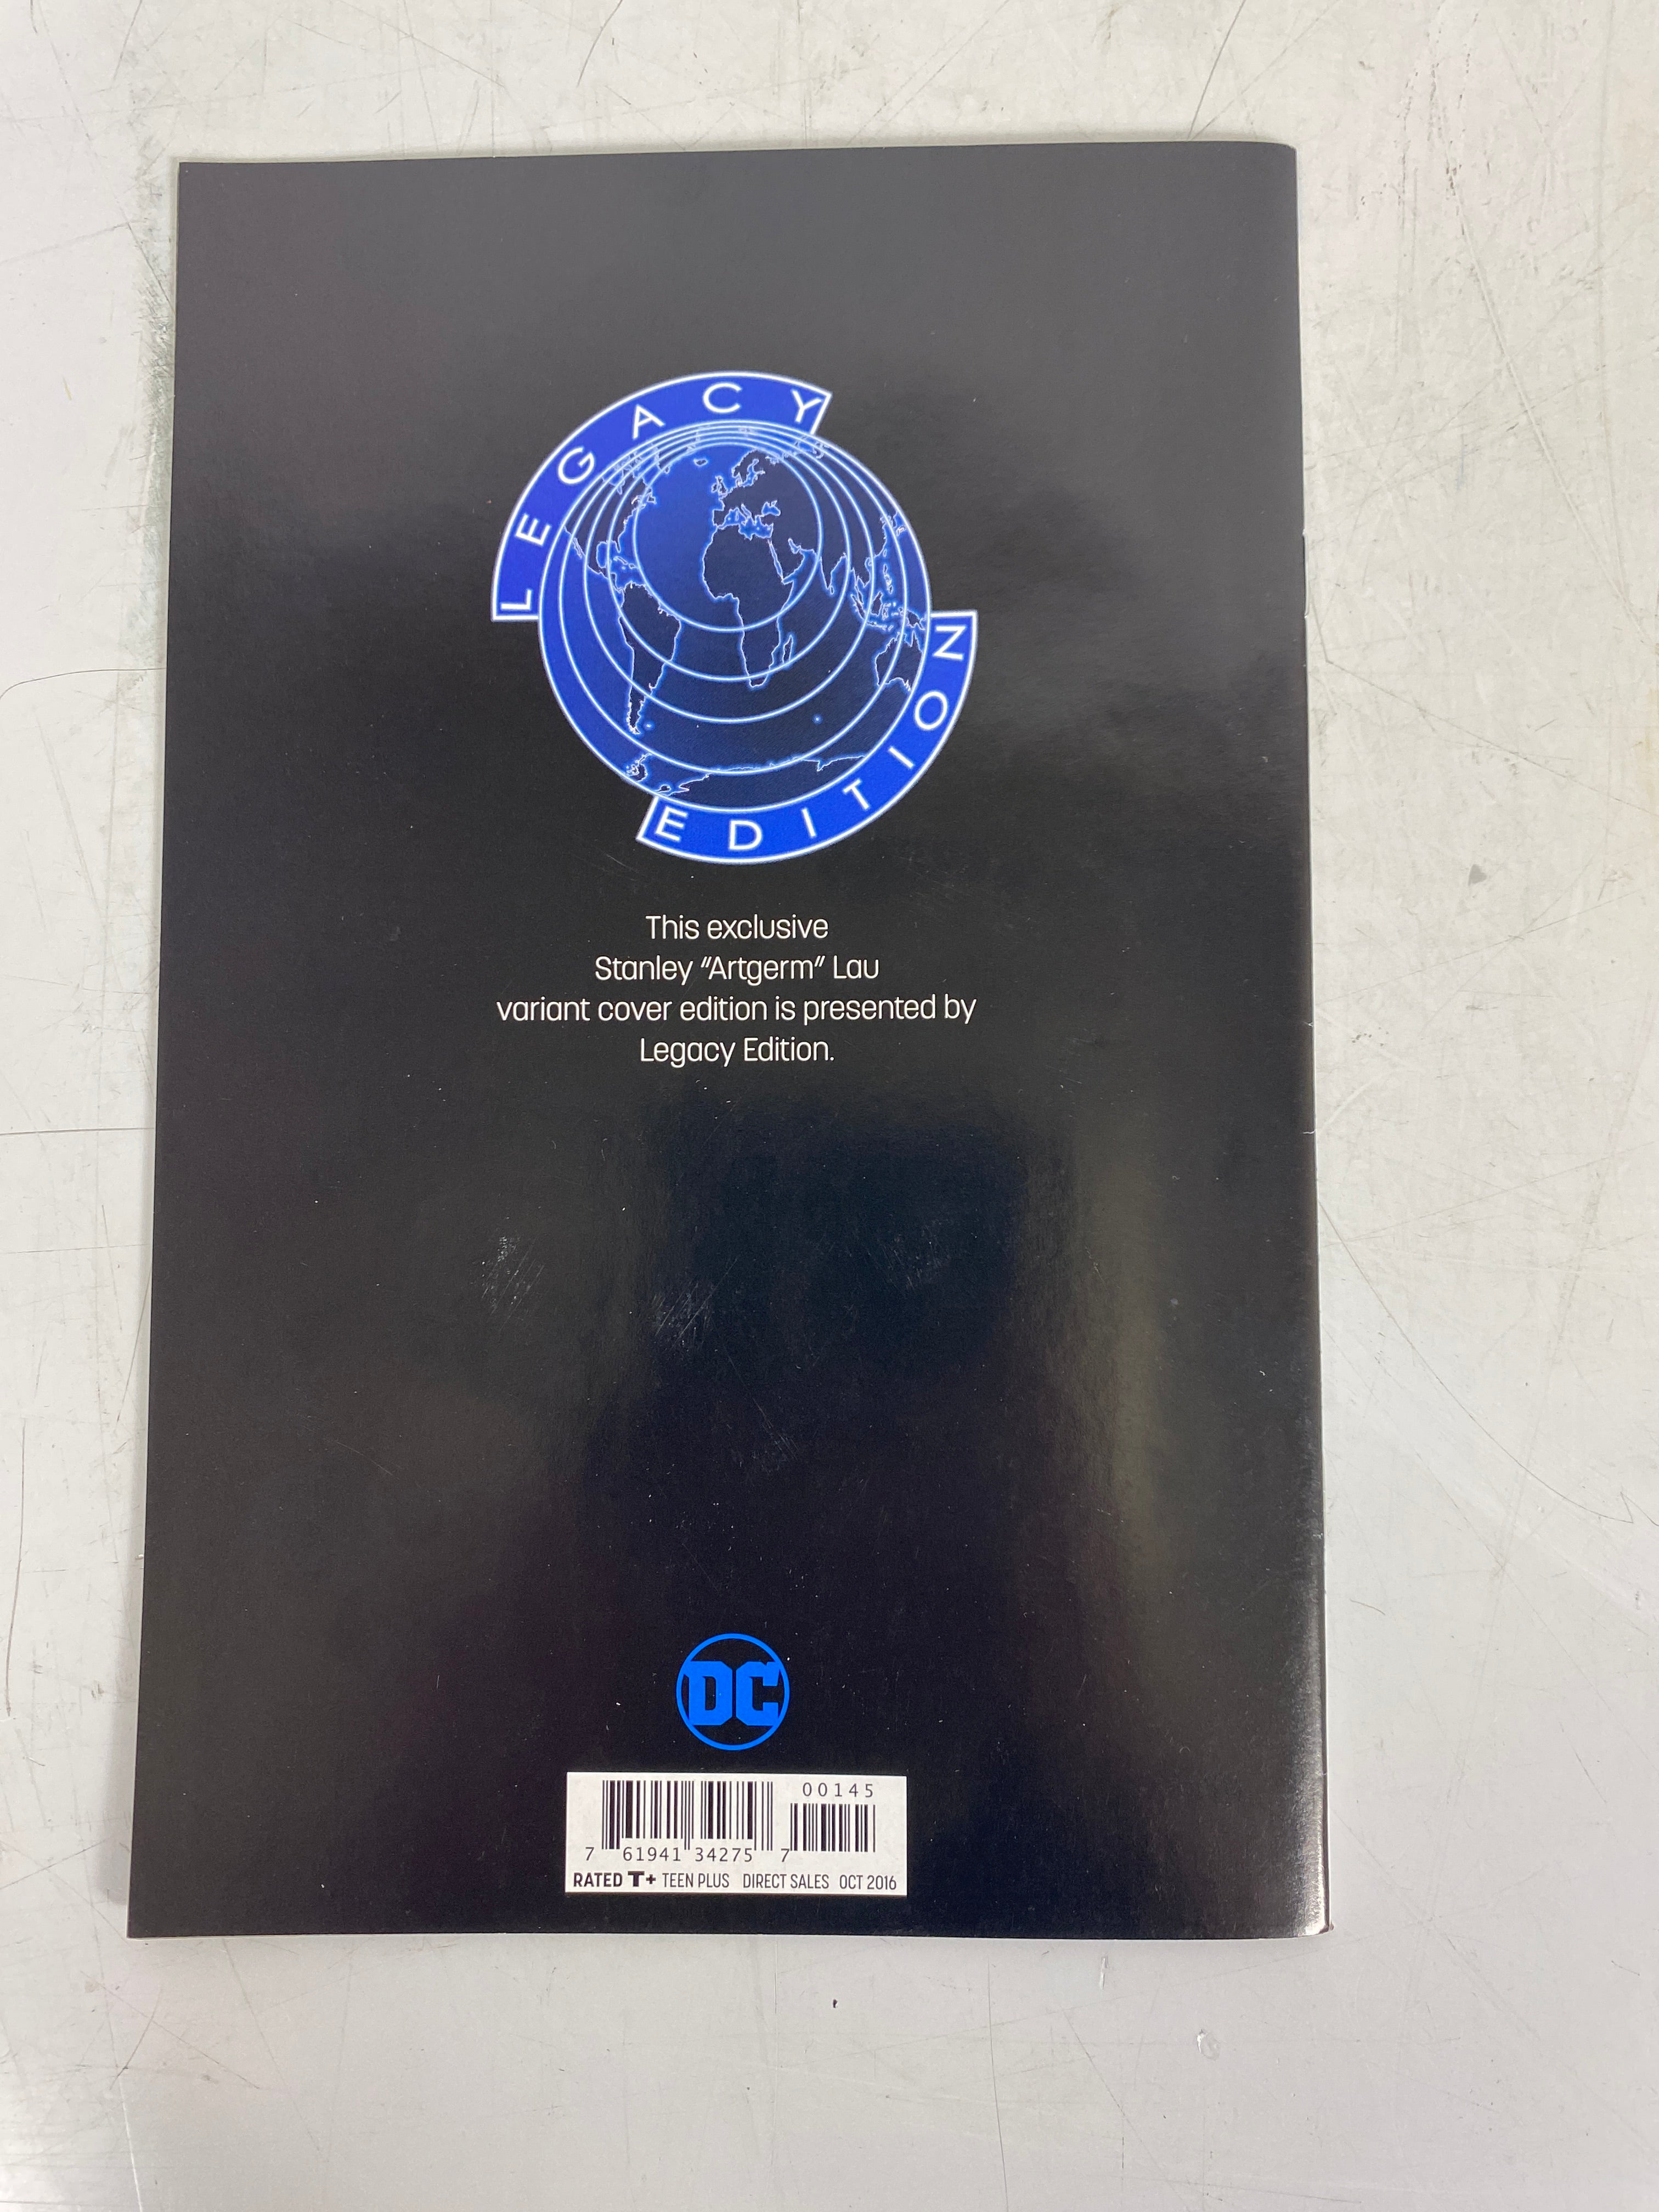 LEGACY
EDITION
This exclusive
Stanley “Artgerm” Lau
variant cover edition is presented by
Legacy Edition.
DC
00145
7 61941 34275 7
RATED T+ TEEN PLUS DIRECT SALES OCT 2016